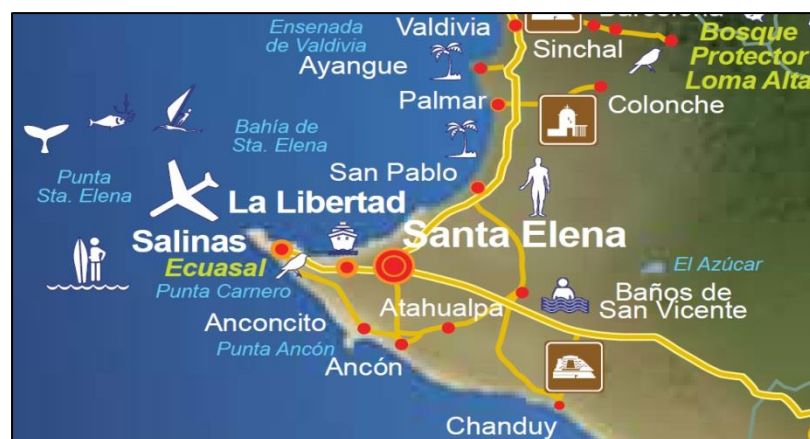 Ensenada
de Valdivia
Valdivia
Barcelona
Sinchal
Bosque
Protector
Loma Alta
Ayangue
Palmar
Colonche
Bahía de
Sta. Elena
Punta
Sta. Elena
San Pablo
La Libertad
Salinas
Santa Elena
Ecuasal
Punta Carnero
El Azúcar
Atahualpa
Baños de
San Vicente
Anconcito
Punta Ancón
Ancón
Chanduy